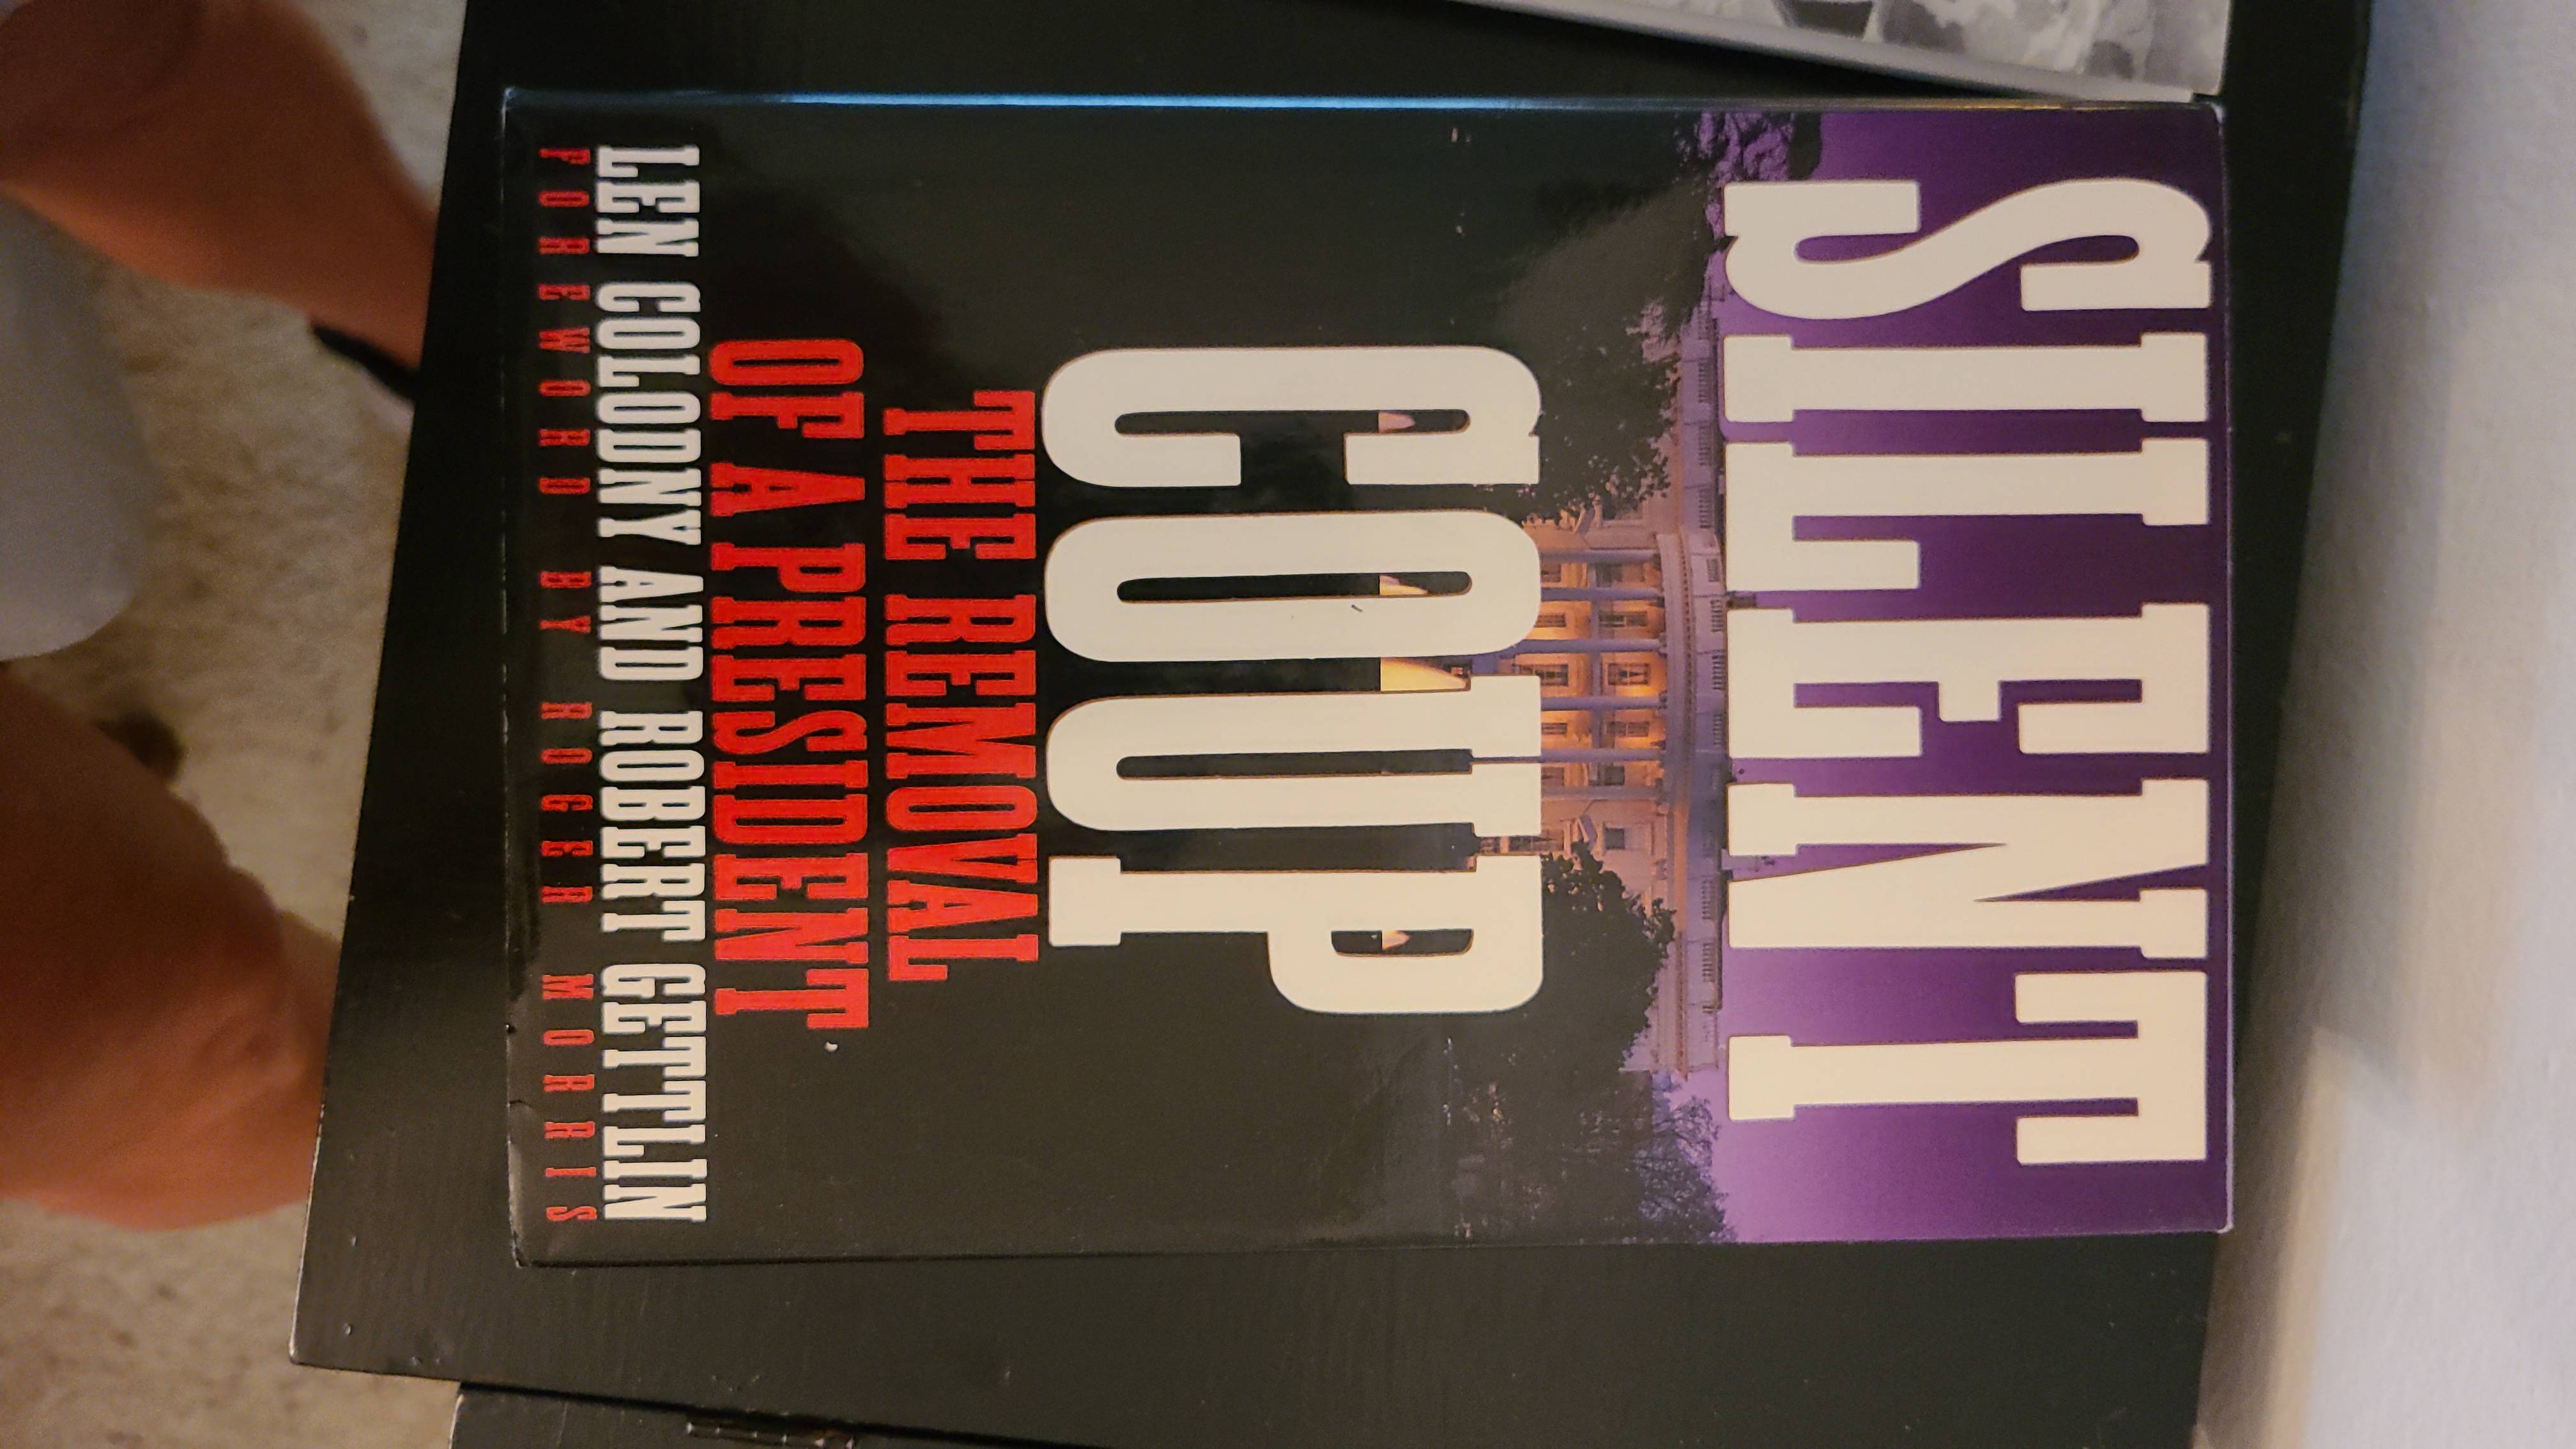 SILENT
COUP
THE REMOVAL
OF A PRESIDENT
LEN COLODNY AND ROBERT GETTLIN
FOREWORD BY ROGER MORRIS